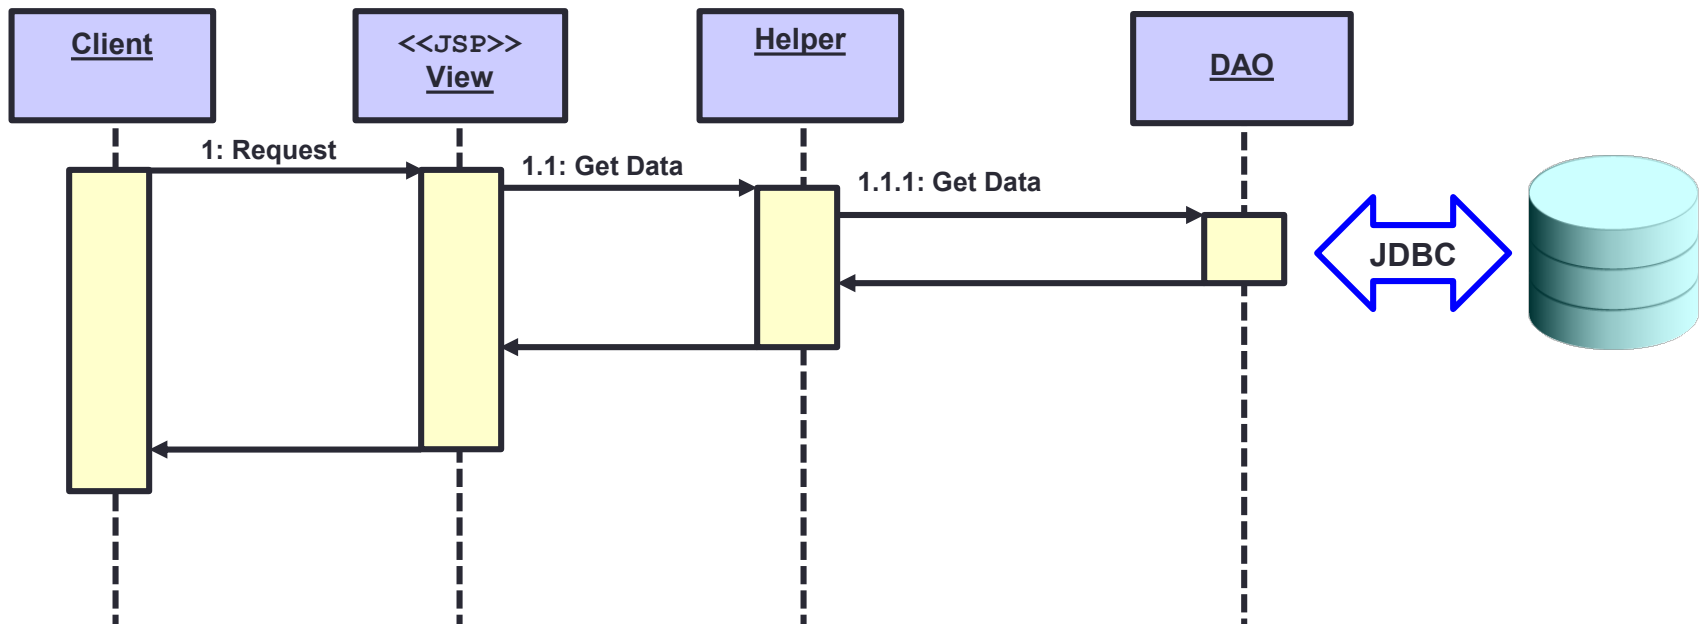 Client
<<JSP>>
View
Helper
DAO
1: Request
1.1: Get Data
1.1.1: Get Data
JDBC